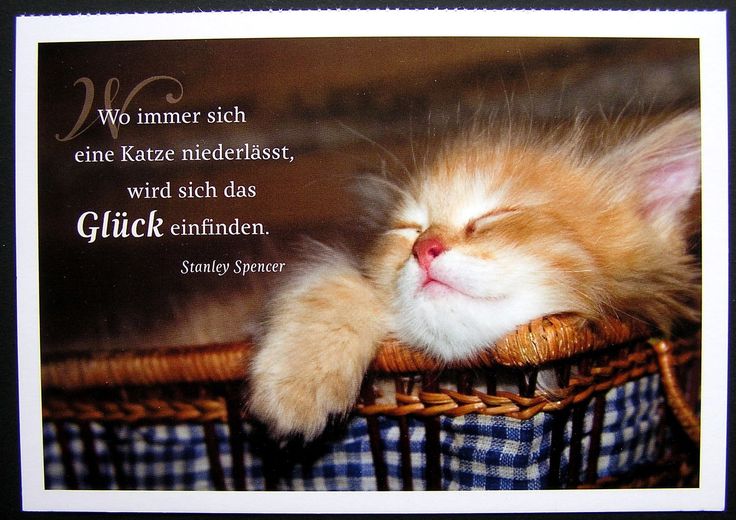 Wo immer sich
eine Katze niederlässt,
wird sich das
Glück einfinden.
Stanley Spencer